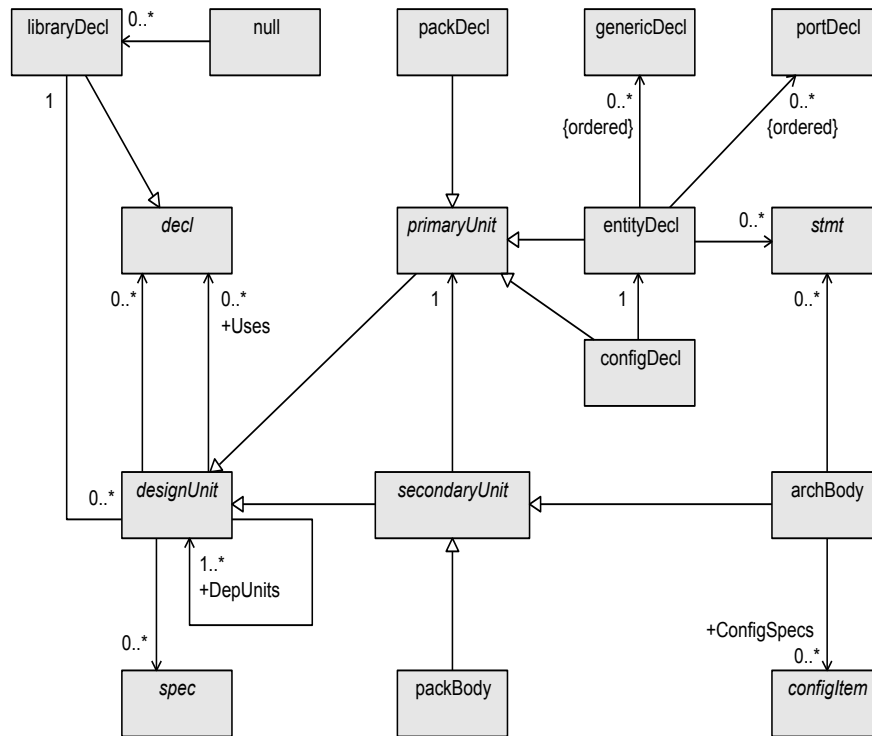 libraryDecl
0..*
null
packDecl
genericDecl
portDecl
1
0..*
{ordered}
0..*
{ordered}
decl
primaryUnit
entityDecl
0..*
stmt
0..*
0..*
+Uses
1
1
0..*
configDecl
designUnit
secondaryUnit
archBody
0..*
1..*
+DepUnits
0..*
+ConfigSpecs
0..*
spec
packBody
configItem